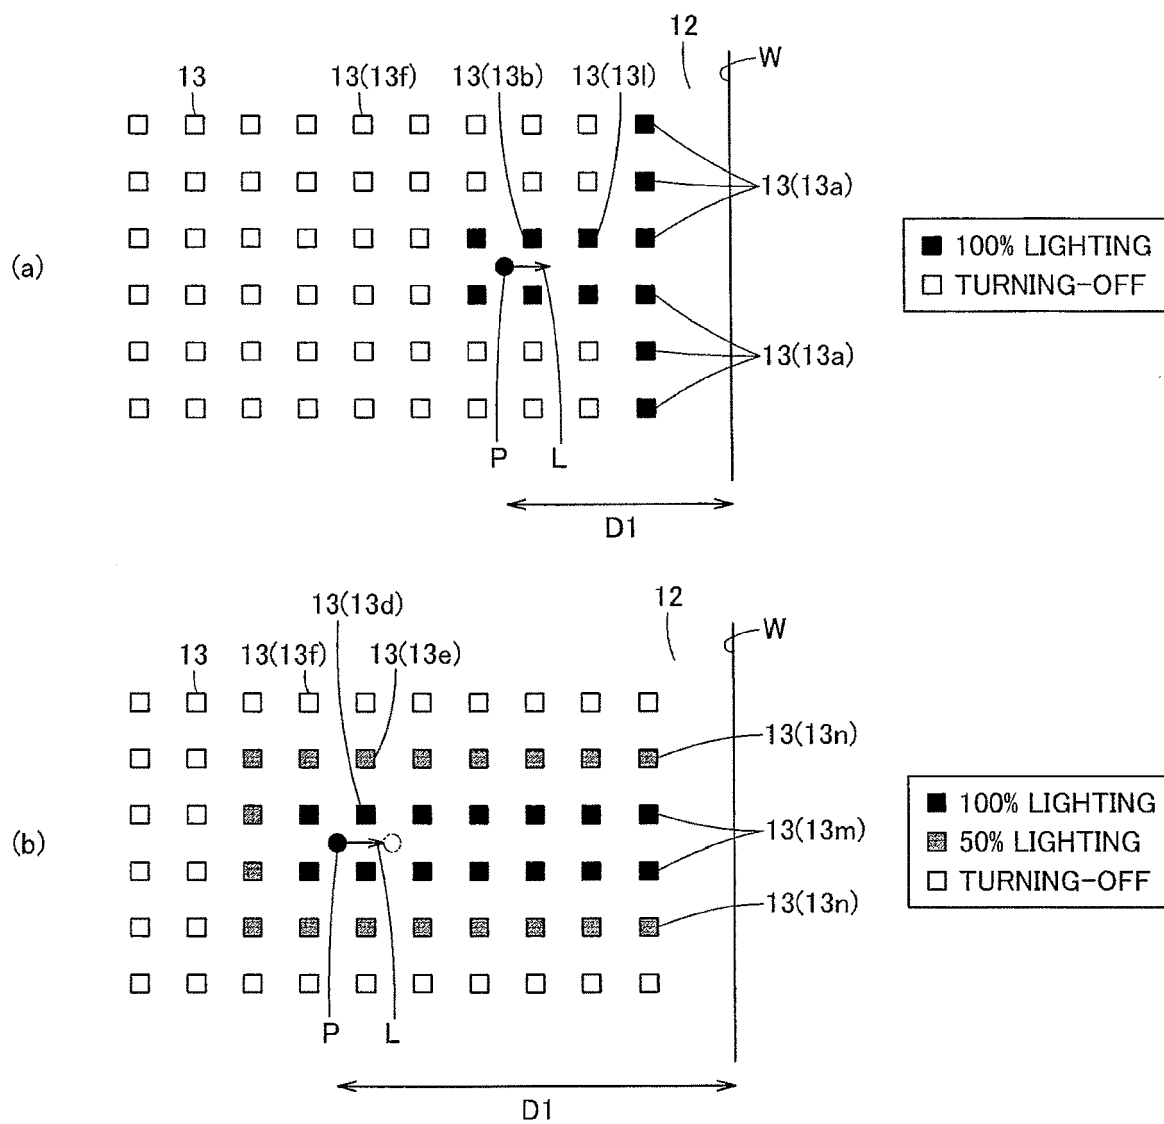 12
W
13
13(13f)
13(13b)
13(13l)
13(13a)
(a)
100% LIGHTING
TURNING-OFF
13(13a)
P
L
D1
13(13d)
12
W
13
13(13f)
13(13e)
13(13n)
100% LIGHTING
(b)
13(13m)
50% LIGHTING
TURNING-OFF
13(13n)
P
L
D1